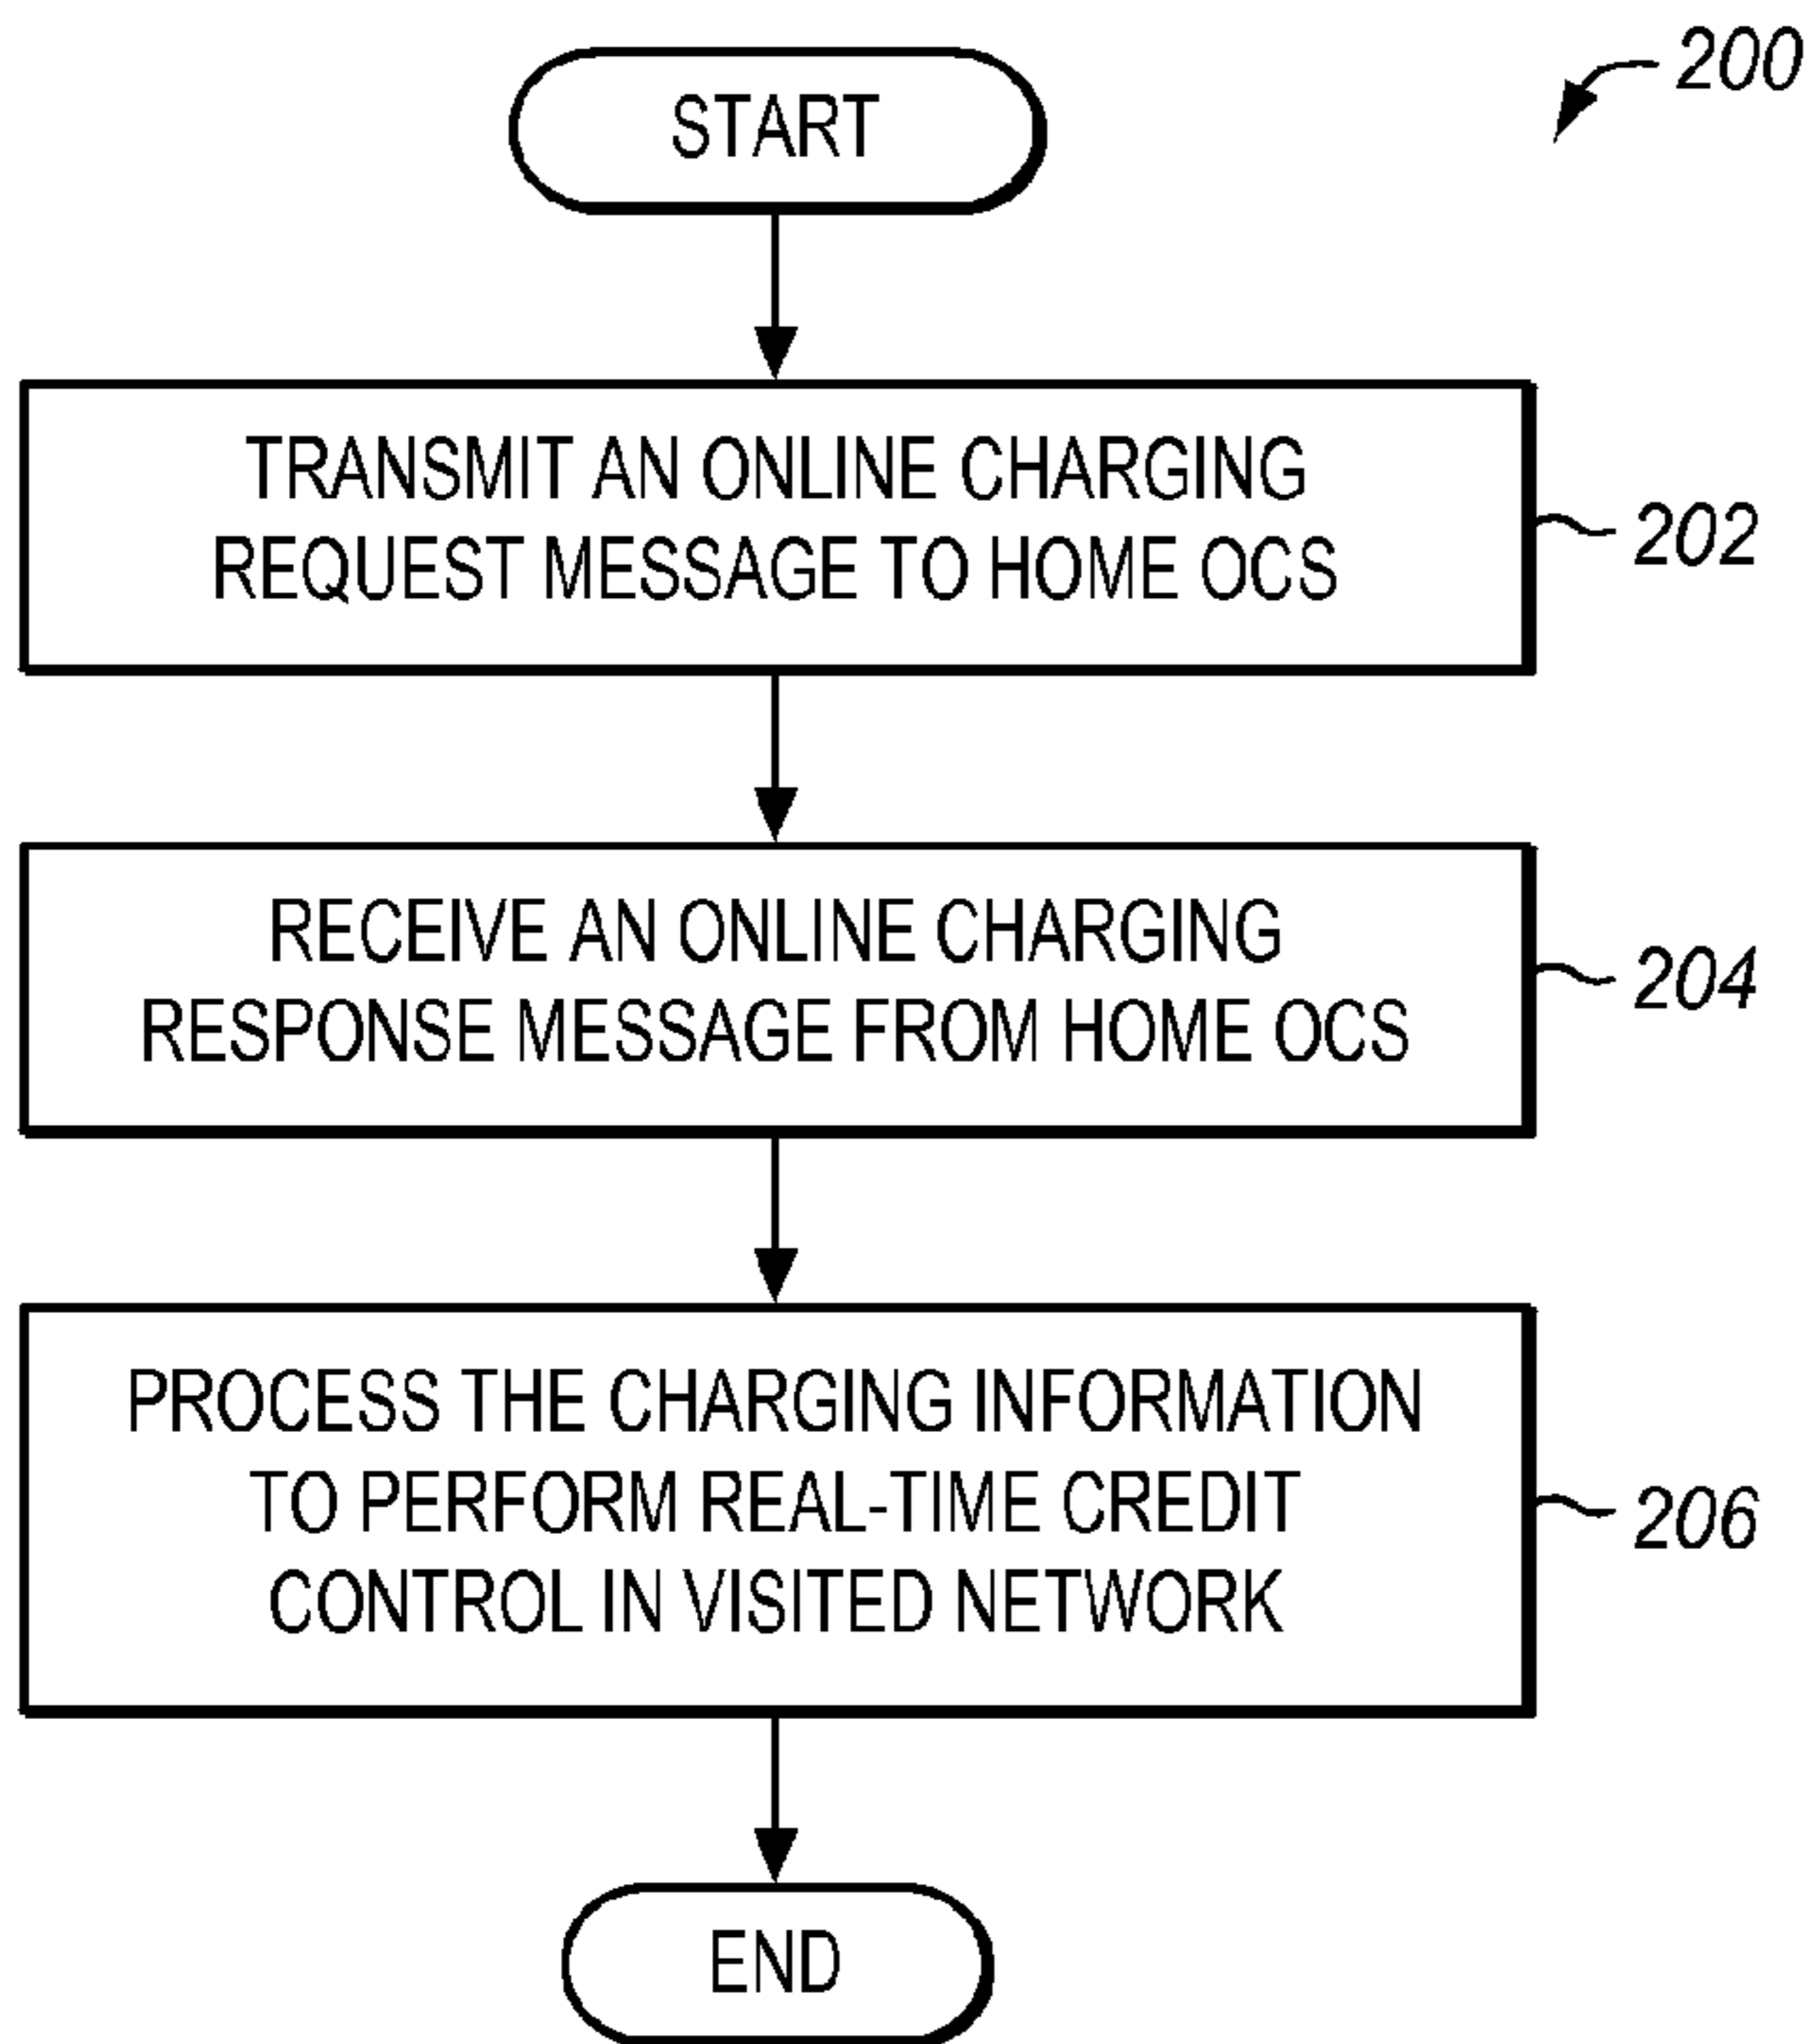 200
START
TRANSMIT AN ONLINE CHARGING
REQUEST MESSAGE TO HOME OCS
202
RECEIVE AN ONLINE CHARGING
RESPONSE MESSAGE FROM HOME OCS
204
PROCESS THE CHARGING INFORMATION
TO PERFORM REAL-TIME CREDIT
CONTROL IN VISITED NETWORK
206
END